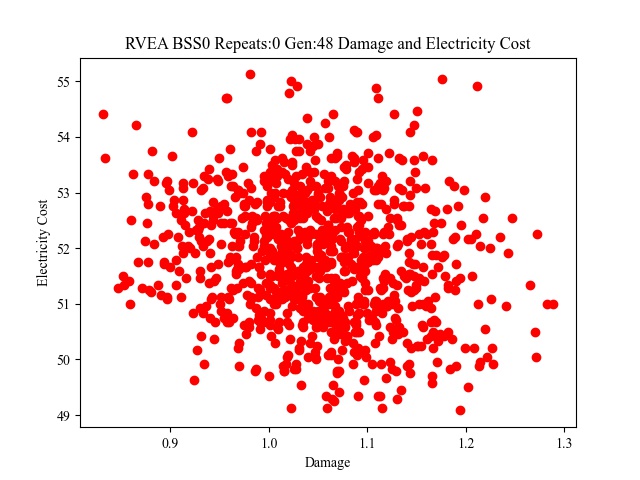 RVEA BSS0 Repeats:0 Gen:48 Damage and Electricity Cost
55
54
53
52
51
50
49
Electricity Cost
0.9 1.0 1.1 1.2 1.3
Damage